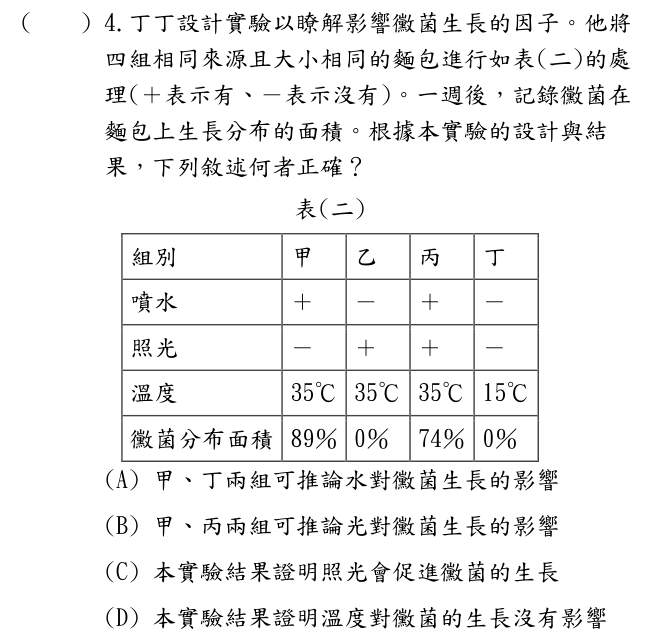 (　　) 4.丁丁設計實驗以瞭解影響黴菌生長的因子。他將
四組相同來源且大小相同的麵包進行如表(二)的處
理(＋表示有、－表示沒有)。一週後，記錄黴菌在
麵包上生長分布的面積。根據本實驗的設計與結
果，下列敘述何者正確？
表(二)
組別 甲 乙 丙 丁
噴水 ＋ － ＋ －
照光 － ＋ ＋ －
溫度 35℃ 35℃ 35℃ 15℃
黴菌分布面積 89% 0% 74% 0%
(A) 甲、丁兩組可推論水對黴菌生長的影響
(B) 甲、丙兩組可推論光對黴菌生長的影響
(C) 本實驗結果證明照光會促進黴菌的生長
(D) 本實驗結果證明溫度對黴菌的生長沒有影響